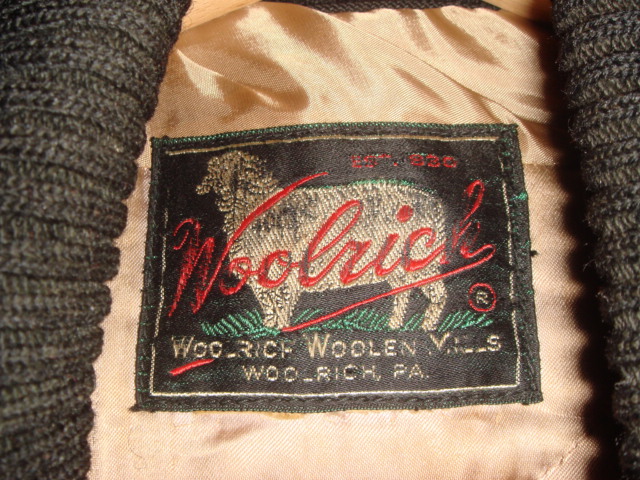 EST. 1830
Woolrich
®
WOOLRICH WOOLEN MILLS
WOOLRICH, PA.